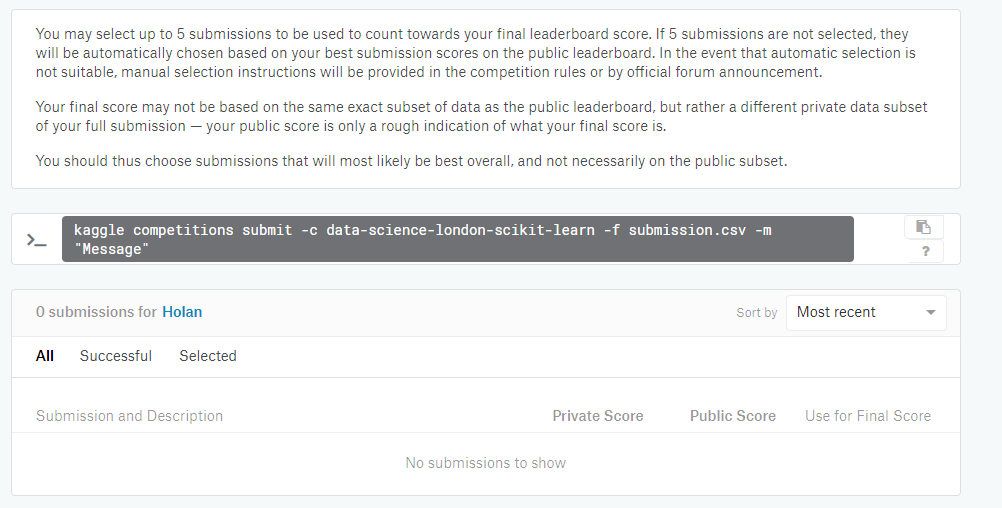 You may select up to 5 submissions to be used to count towards your final leaderboard score. If 5 submissions are not selected, they
will be automatically chosen based on your best submission scores on the public leaderboard. In the event that automatic selection is
not suitable, manual selection instructions will be provided in the competition rules or by official forum announcement.
Your final score may not be based on the same exact subset of data as the public leaderboard, but rather a different private data subset
of your full submission — your public score is only a rough indication of what your final score is.
You should thus choose submissions that will most likely be best overall, and not necessarily on the public subset.
>_ kaggle competitions submit -c data-science-london-scikit-learn -f submission.csv -m
"Message"
?
0 submissions for Holan Sort by Most recent
All Successful Selected
Submission and Description Private Score Public Score Use for Final Score
No submissions to show